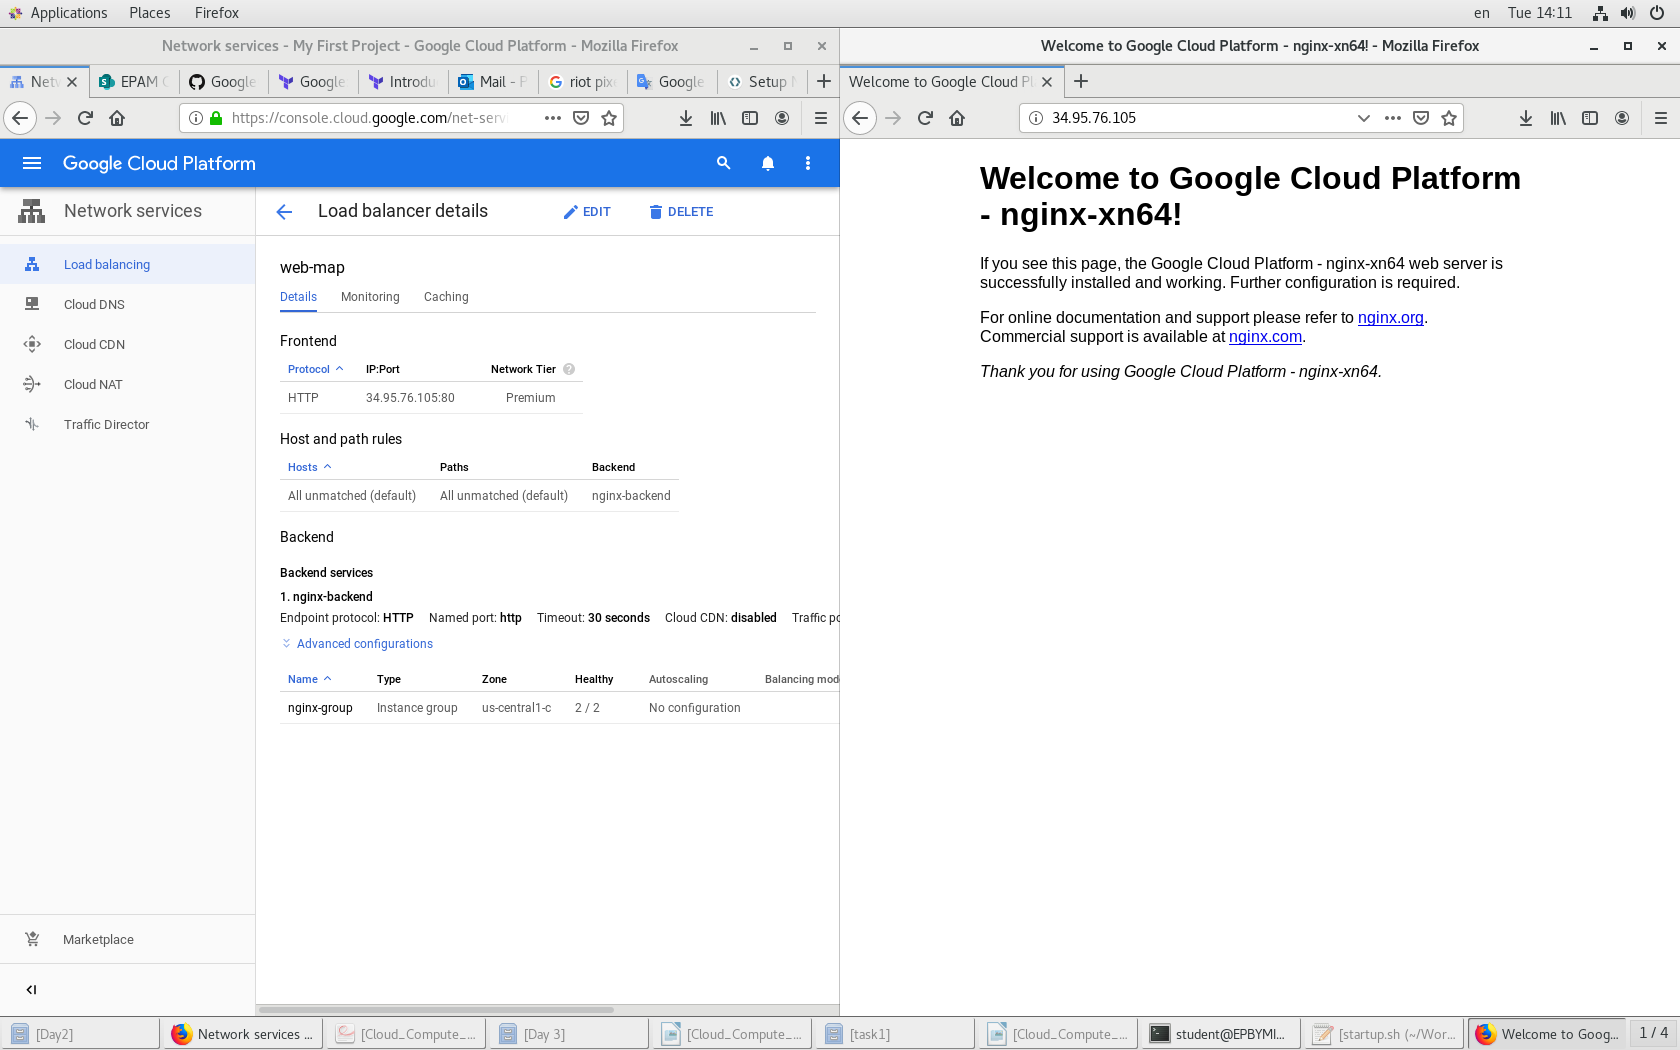 Applications Places Firefox en Tue 14:11
Network services - My First Project - Google Cloud Platform - Mozilla Firefox
Netw EPAM Google Google Introdu Mail - P riot pixe Google Setup
https://console.cloud.google.com/net-serv
Google Cloud Platform
Network services
Load balancing
Cloud DNS
Cloud CDN
Cloud NAT
Traffic Director
Marketplace
Load balancer details EDIT DELETE
web-map
Details Monitoring Caching
Frontend
Protocol IP:Port Network Tier ?
HTTP 34.95.76.105:80 Premium
Host and path rules
Hosts Paths Backend
All unmatched (default) All unmatched (default) nginx-backend
Backend
Backend services
1. nginx-backend
Endpoint protocol: HTTP Named port: http Timeout: 30 seconds Cloud CDN: disabled Traffic po
Advanced configurations
Name Type Zone Healthy Autoscaling Balancing mode
nginx-group Instance group us-central1-c 2 / 2 No configuration
Welcome to Google Cloud Platform - nginx-xn64! - Mozilla Firefox
Welcome to Google Cloud Pl
34.95.76.105
Welcome to Google Cloud Platform
- nginx-xn64!
If you see this page, the Google Cloud Platform - nginx-xn64 web server is
successfully installed and working. Further configuration is required.
For online documentation and support please refer to nginx.org.
Commercial support is available at nginx.com.
Thank you for using Google Cloud Platform - nginx-xn64.
[Day2] Network services ... [Cloud_Compute_... [Day 3] [Cloud_Compute_... [task1] [Cloud_Compute_... student@EPBYMI... [startup.sh (~/Wor... Welcome to Goog... 1 / 4